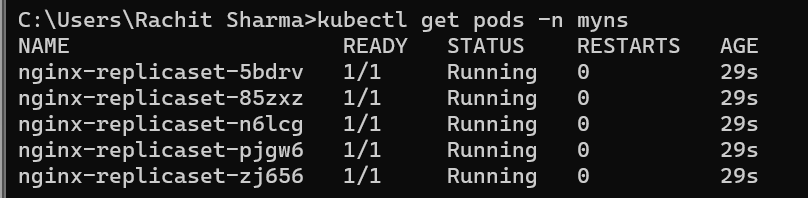 C:\Users\Rachit Sharma>kubectl get pods -n myns
NAME READY STATUS RESTARTS AGE
nginx-replicaset-5bdrv 1/1 Running 0 29s
nginx-replicaset-85zxz 1/1 Running 0 29s
nginx-replicaset-n6lcg 1/1 Running 0 29s
nginx-replicaset-pjgw6 1/1 Running 0 29s
nginx-replicaset-zj656 1/1 Running 0 29s